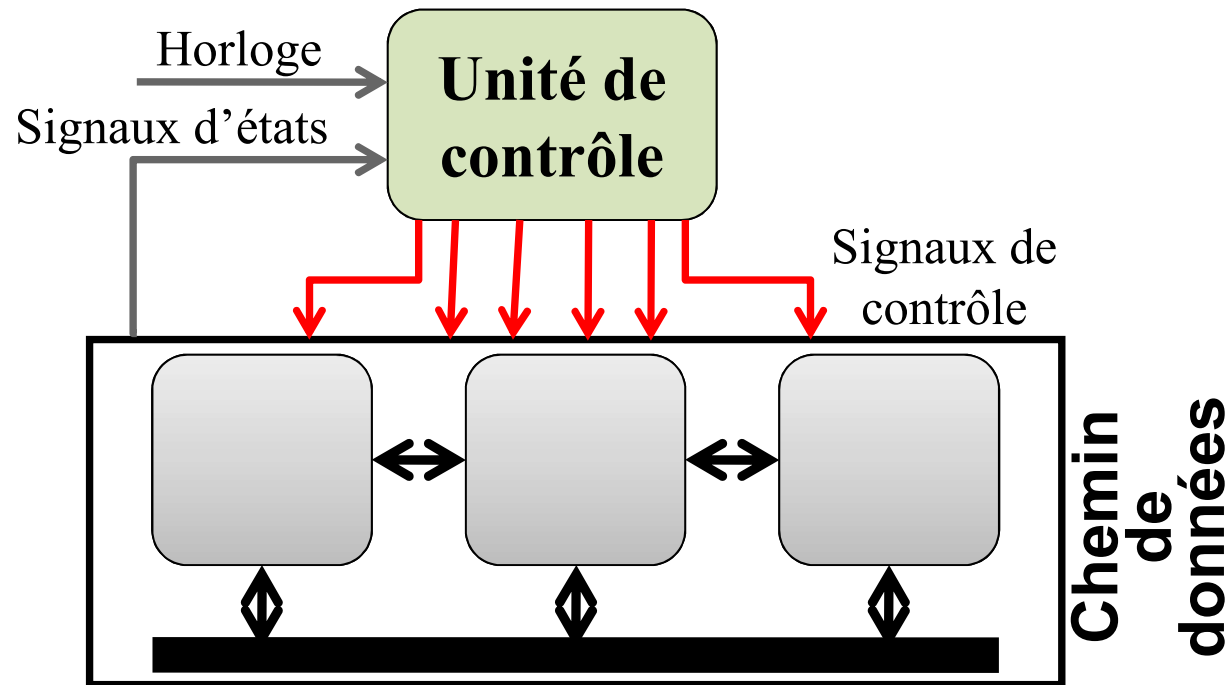 Horloge
Signaux d’états
Unité de
contrôle
Signaux de
contrôle
Chemin
de
données